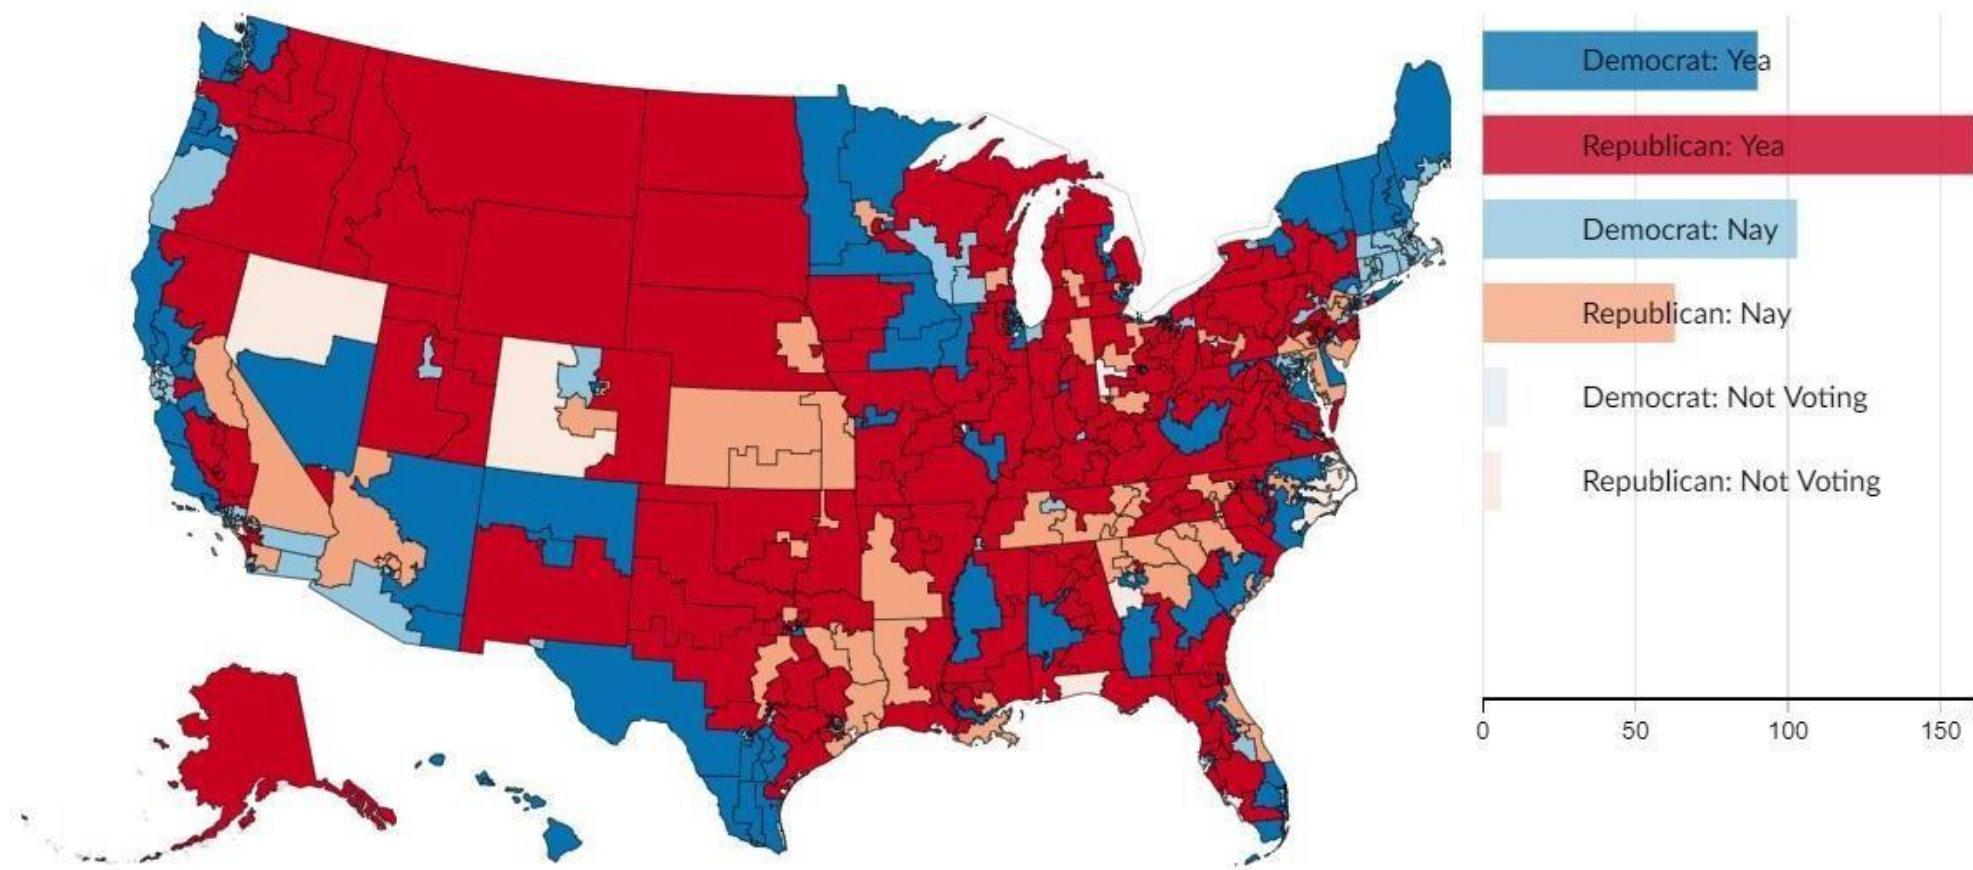 Democrat: Yea
Republican: Yea
Democrat: Nay
Republican: Nay
Democrat: Not Voting
Republican: Not Voting
0 50 100 150